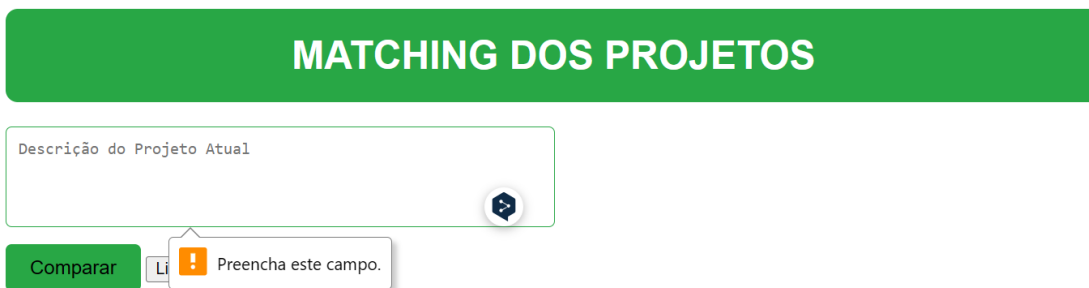 MATCHING DOS PROJETOS
Descrição do Projeto Atual
Comparar
Preencha este campo.